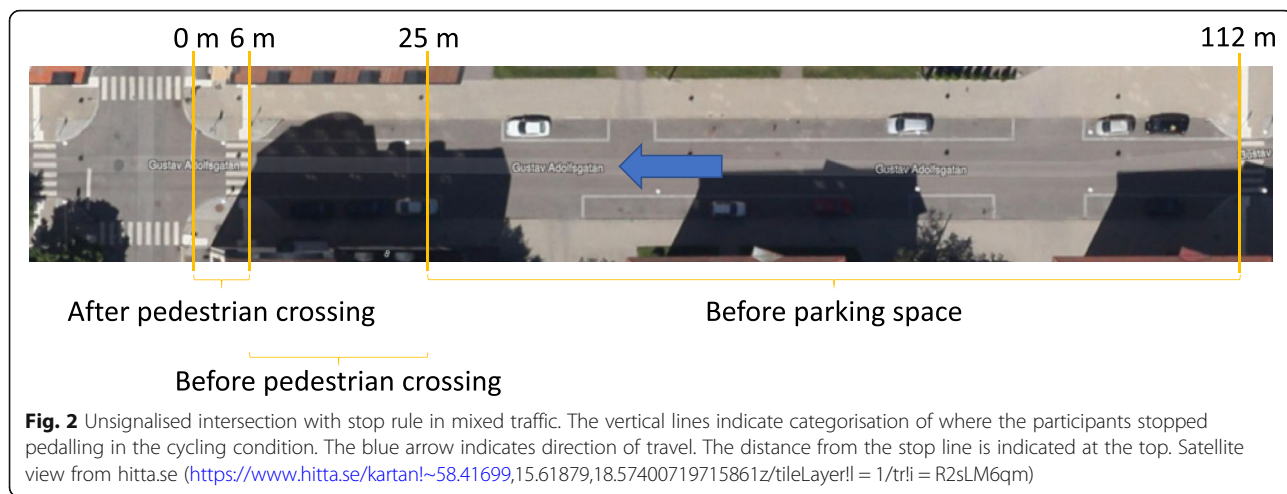 0 m 6 m 25 m 112 m
Gustav Adolfsgatan Gustav Adolfsgatan Gustav Adolfsgatan Gustav
After pedestrian crossing Before parking space
Before pedestrian crossing
Fig. 2 Unsignalised intersection with stop rule in mixed traffic. The vertical lines indicate categorisation of where the participants stopped
pedalling in the cycling condition. The blue arrow indicates direction of travel. The distance from the stop line is indicated at the top. Satellite
view from hitta.se (https://www.hitta.se/kartan!~58.41699,15.61879,18.57400719715861z/tileLayer!l = 1/tr!i = R2sLM6qm)